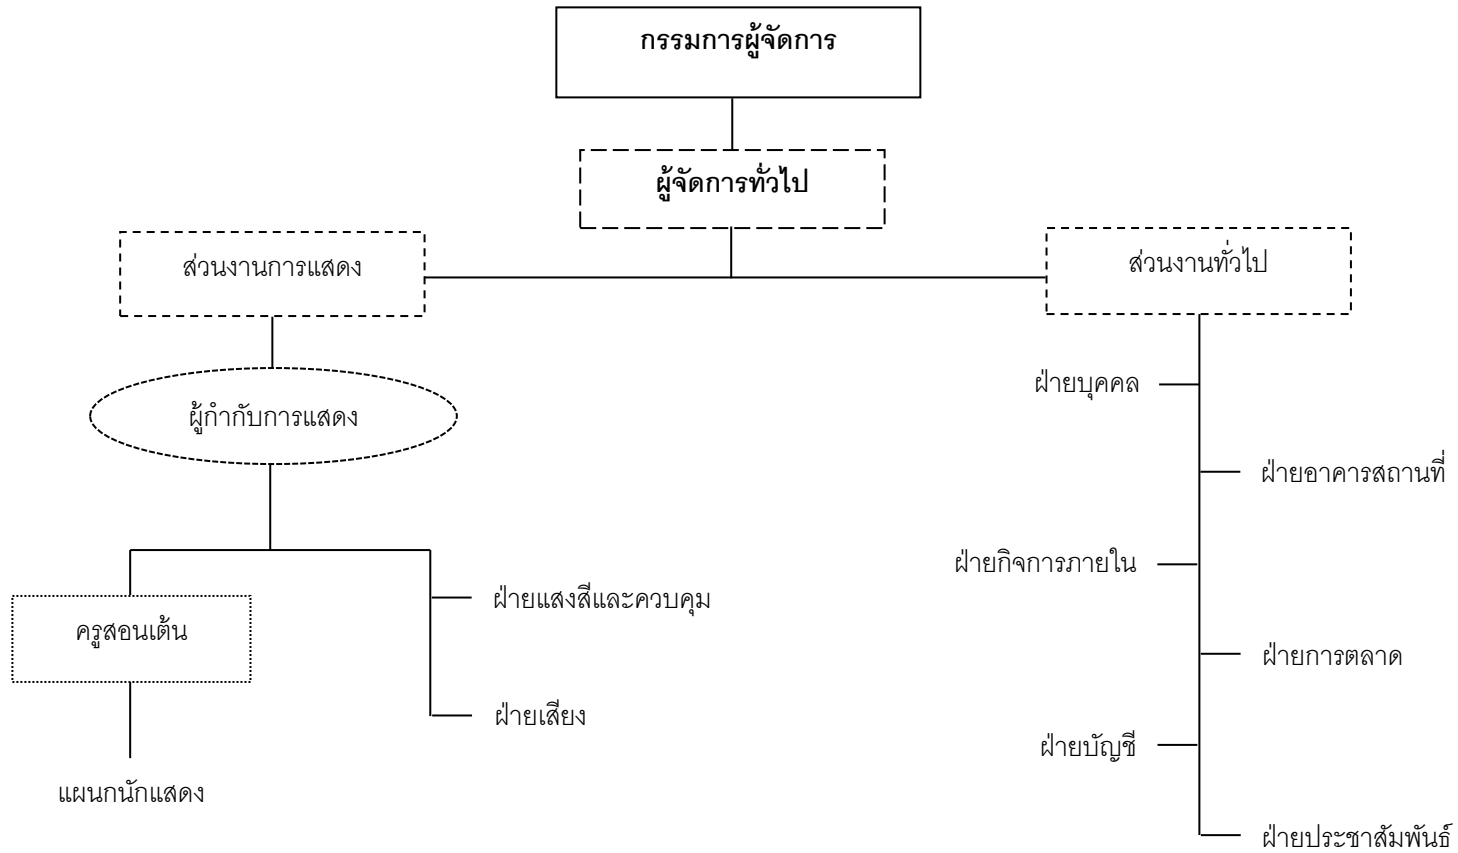 กรรมการผู้จัดการ
ผู้จัดการทั่วไป
ส่วนงานการแสดง
ส่วนงานทั่วไป
ผู้กำกับการแสดง
ครูสอนเต้น
แผนกนักแสดง
ฝ่ายแสงสีและควบคุม
ฝ่ายเสียง
ฝ่ายบุคคล
ฝ่ายอาคารสถานที่
ฝ่ายกิจการภายใน
ฝ่ายการตลาด
ฝ่ายบัญชี
ฝ่ายประชาสัมพันธ์